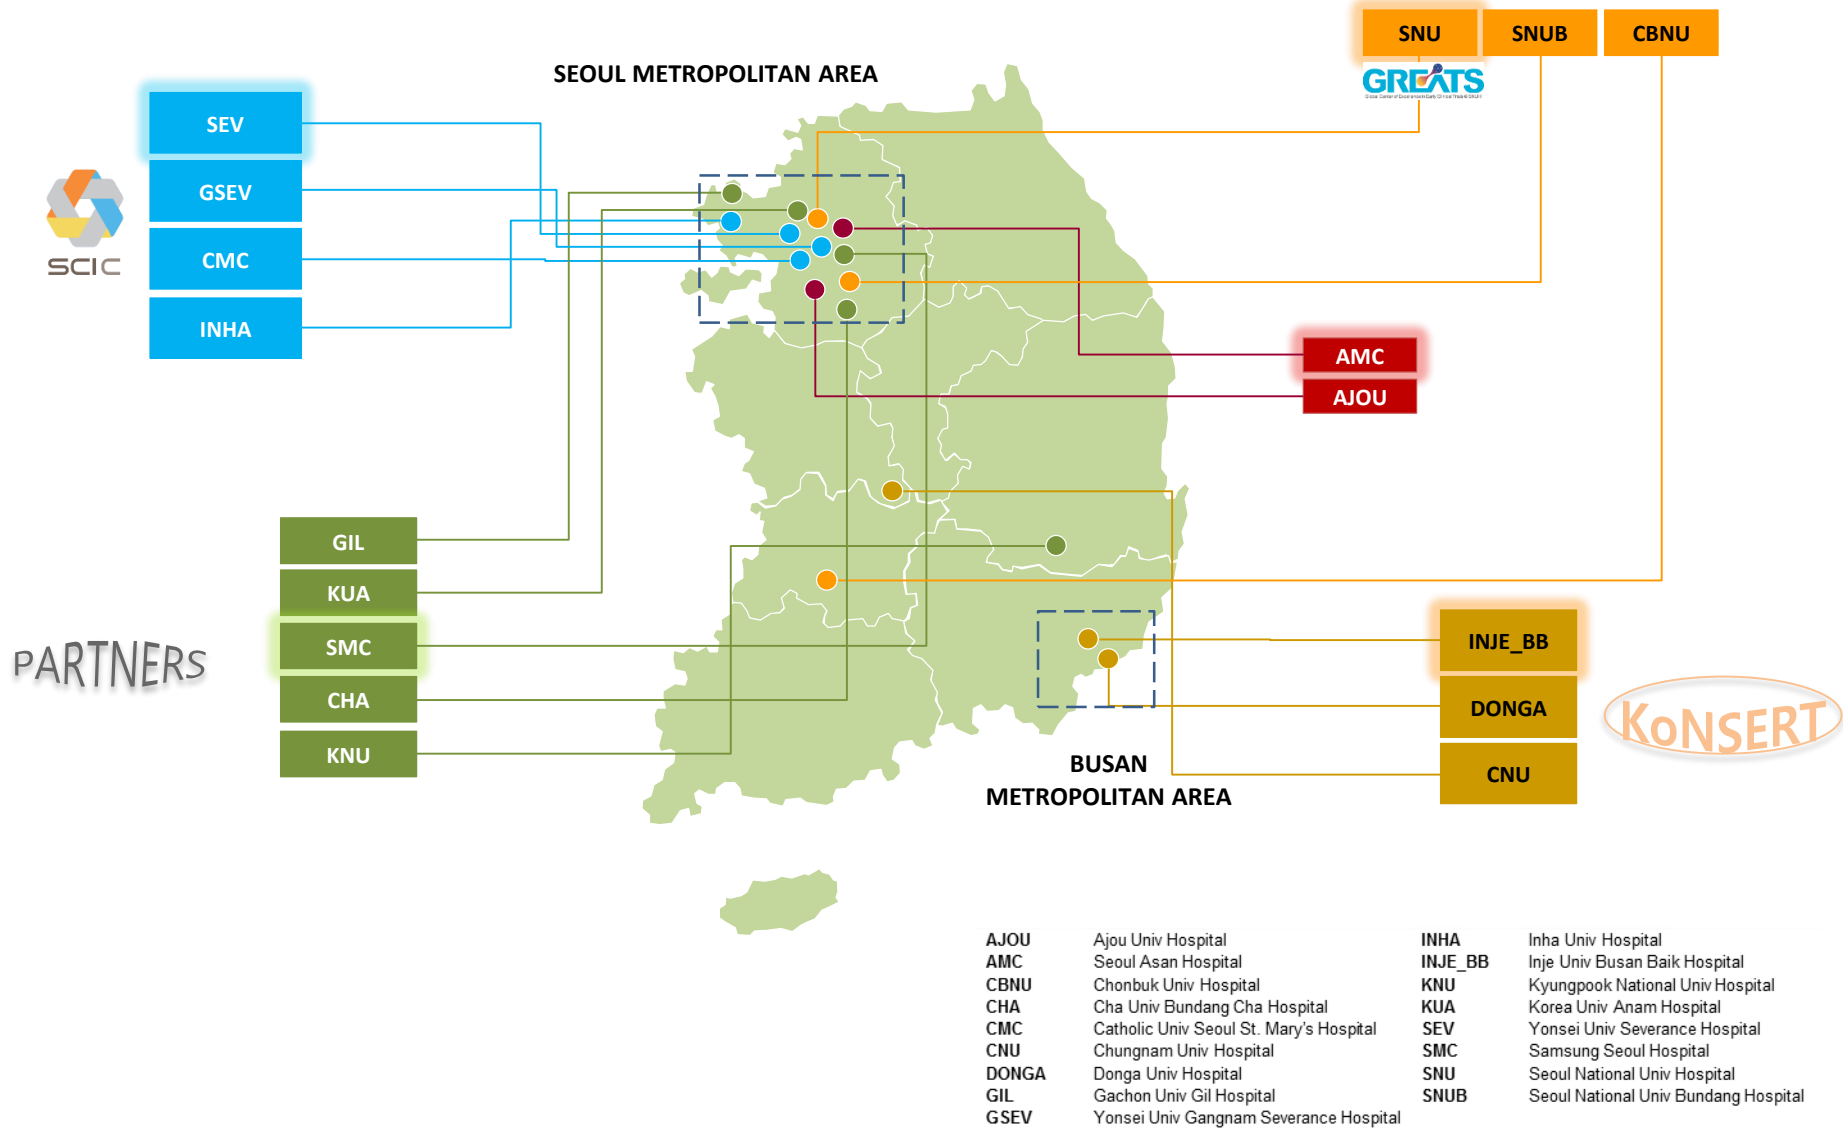 SNU SNUB CBNU
GREATS
SEOUL METROPOLITAN AREA
SEV
GSEV
CMC
INHA
SCIC
AMC
AJOU
GIL
KUA
SMC
CHA
KNU
PARTNERS
INJE_BB
DONGA
CNU
KoNSERT
BUSAN
METROPOLITAN AREA
AJOU Ajou Univ Hospital
AMC Seoul Asan Hospital
CBNU Chonbuk Univ Hospital
CHA Cha Univ Bundang Cha Hospital
CMC Catholic Univ Seoul St. Mary's Hospital
CNU Chungnam Univ Hospital
DONGA Donga Univ Hospital
GIL Gachon Univ Gil Hospital
GSEV Yonsei Univ Gangnam Severance Hospital
INHA Inha Univ Hospital
INJE_BB Inje Univ Busan Baik Hospital
KNU Kyungpook National Univ Hospital
KUA Korea Univ Anam Hospital
SEV Yonsei Univ Severance Hospital
SMC Samsung Seoul Hospital
SNU Seoul National Univ Hospital
SNUB Seoul National Univ Bundang Hospital